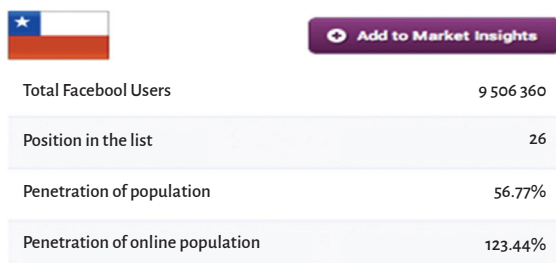 Add to Market Insights
Total Facebool Users 9 506 360
Position in the list 26
Penetration of population 56.77%
Penetration of online population 123.44%